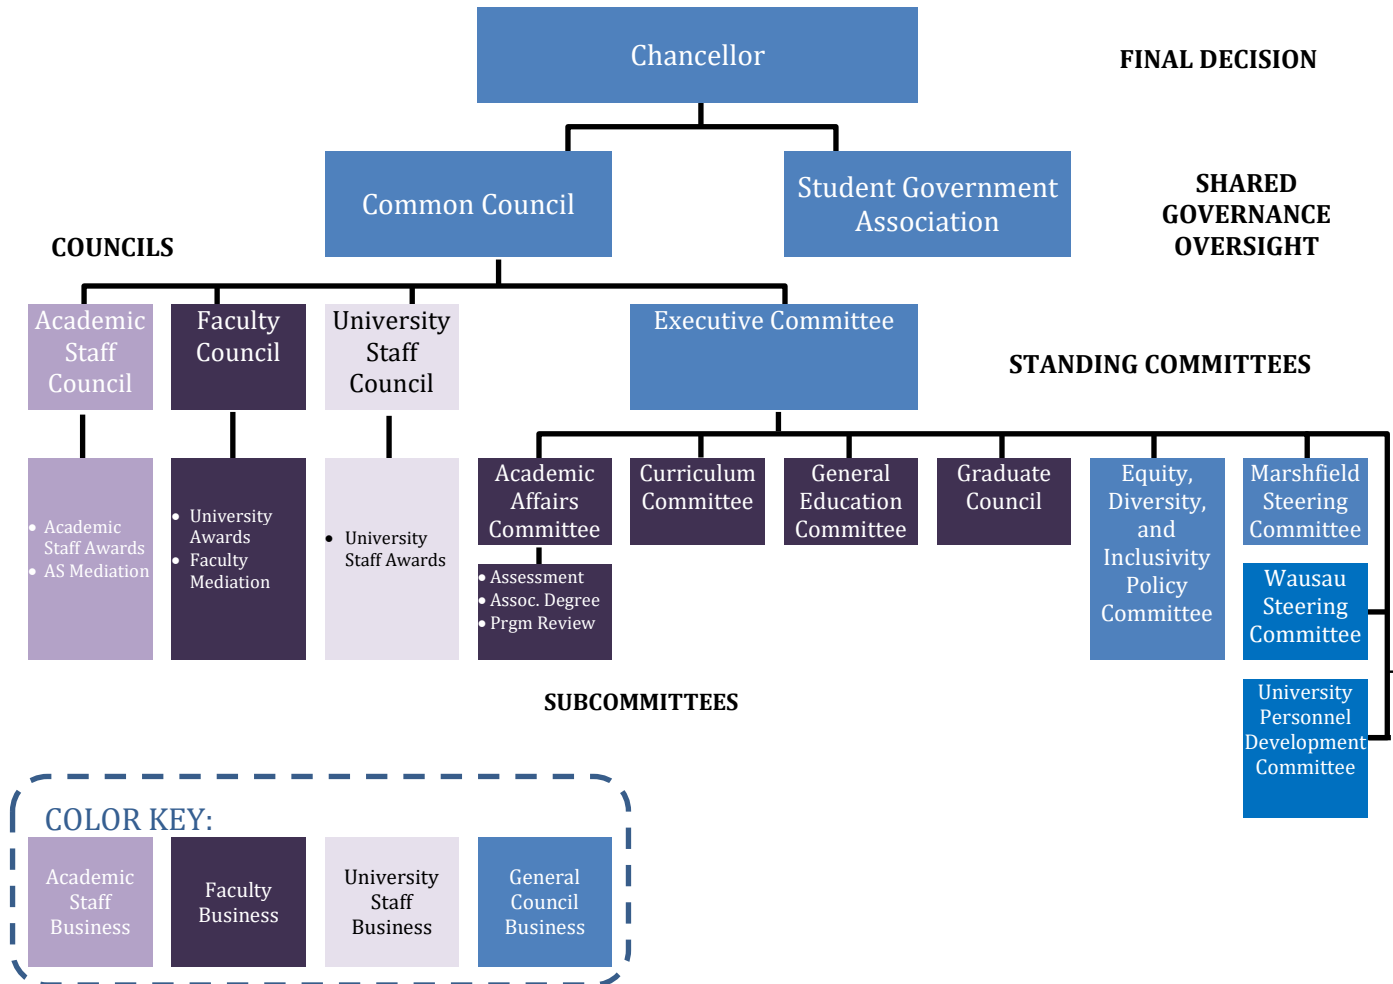 Chancellor
FINAL DECISION
Common Council
Student Government
Association
SHARED
GOVERNANCE
OVERSIGHT
COUNCILS
Academic
Staff
Council
Faculty
Council
University
Staff
Council
Executive Committee
STANDING COMMITTEES
• Academic
Staff Awards
• AS Mediation
• University
Awards
• Faculty
Mediation
• University
Staff Awards
Academic
Affairs
Committee
Curriculum
Committee
General
Education
Committee
Graduate
Council
Equity,
Diversity,
and
Inclusivity
Policy
Committee
Marshfield
Steering
Committee
• Assessment
• Assoc. Degree
• Prgm Review
Wausau
Steering
Committee
University
Personnel
Development
Committee
SUBCOMMITTEES
COLOR KEY:
Academic
Staff
Business
Faculty
Business
University
Staff
Business
General
Council
Business